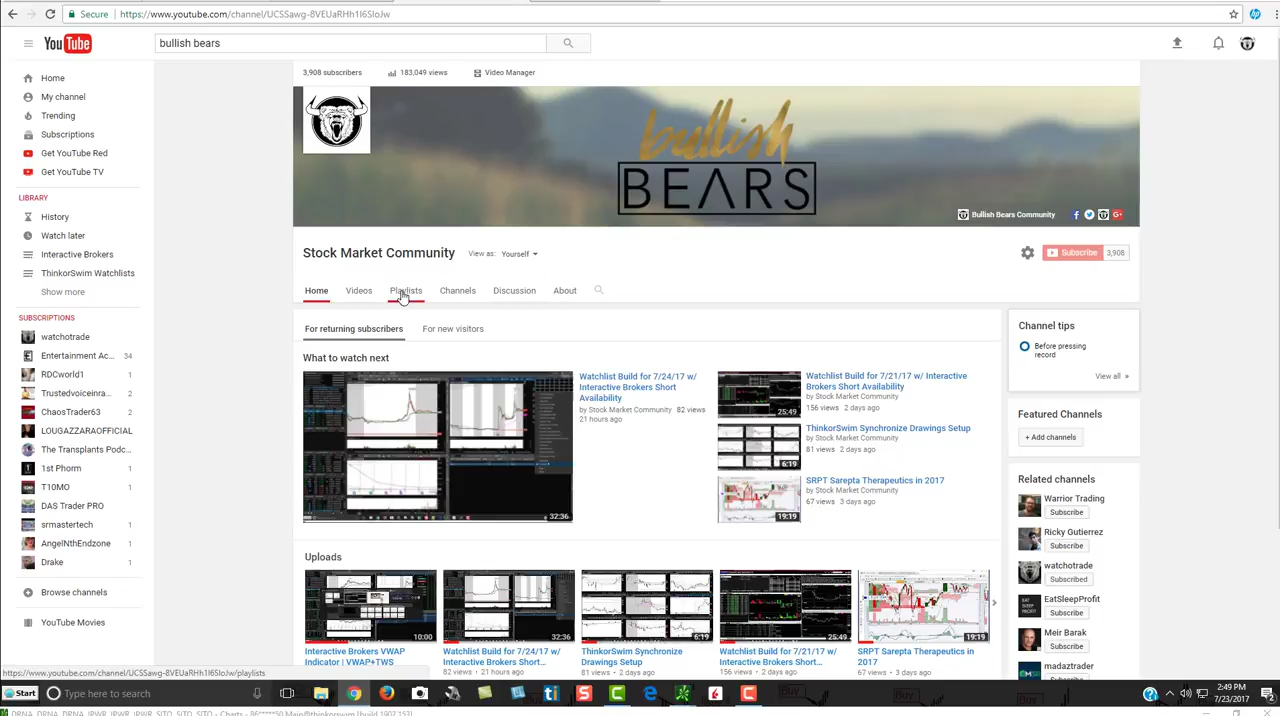 Secure
https://www.youtube.com/channel/UCSSawg-8VEUaRHh1I6SIoJw
YouTube
bullish bears
Home
My channel
Trending
Subscriptions
Get YouTube Red
Get YouTube TV
LIBRARY
History
Watch later
Interactive Brokers
ThinkorSwim Watchlists
Show more
SUBSCRIPTIONS
watchotrade
Entertainment Ac... 34
RDCworld1 1
Trustedvoiceinra... 2
ChaosTrader63 2
LOUGAZZARAOFFICIAL
The Transplants Podc...
1st Phorm 1
T10MO 1
DAS Trader PRO
xrmastertech 1
AngelNthEndzone 1
Drake 1
Browse channels
YouTube Movies
3,908 subscribers
183,049 views
Video Manager
bullish
BEARS
Bullish Bears Community
Stock Market Community
View as: Yourself
Subscribe 3,908
Home Videos Playlists Channels Discussion About
For returning subscribers
For new visitors
What to watch next
32:36
Watchlist Build for 7/24/17 w/
Interactive Brokers Short
Availability
by Stock Market Community 82 views
21 hours ago
25:49
Watchlist Build for 7/21/17 w/ Interactive
Brokers Short Availability
by Stock Market Community
156 views 2 days ago
6:19
ThinkorSwim Synchronize Drawings Setup
by Stock Market Community
81 views 2 days ago
19:19
SRPT Sarepta Therapeutics in 2017
by Stock Market Community
67 views 3 days ago
Uploads
10:00
Interactive Brokers VWAP
Indicator | VWAP+TWS
32:36
Watchlist Build for 7/24/17 w/
Interactive Brokers Short...
82 views 21 hours ago
6:19
ThinkorSwim Synchronize
Drawings Setup
81 views 2 days ago
25:49
Watchlist Build for 7/21/17 w/
Interactive Brokers Short...
156 views 2 days ago
19:19
SRPT Sarepta Therapeutics in
2017
67 views 3 days ago
Channel tips
Before pressing
record
View all »
Featured Channels
+ Add channels
Related channels
Warrior Trading
Subscribe
Ricky Gutierrez
Subscribe
watchotrade
Subscribed
EatSleepProfit
Subscribe
Meir Barak
Subscribe
madaztrader
https://www.youtube.com/channel/UCSSawg-8VEUaRHh1I6SIoJw/playlists
Start
Type here to search
Buy
Buy
Buy
2:49 PM
7/23/2017